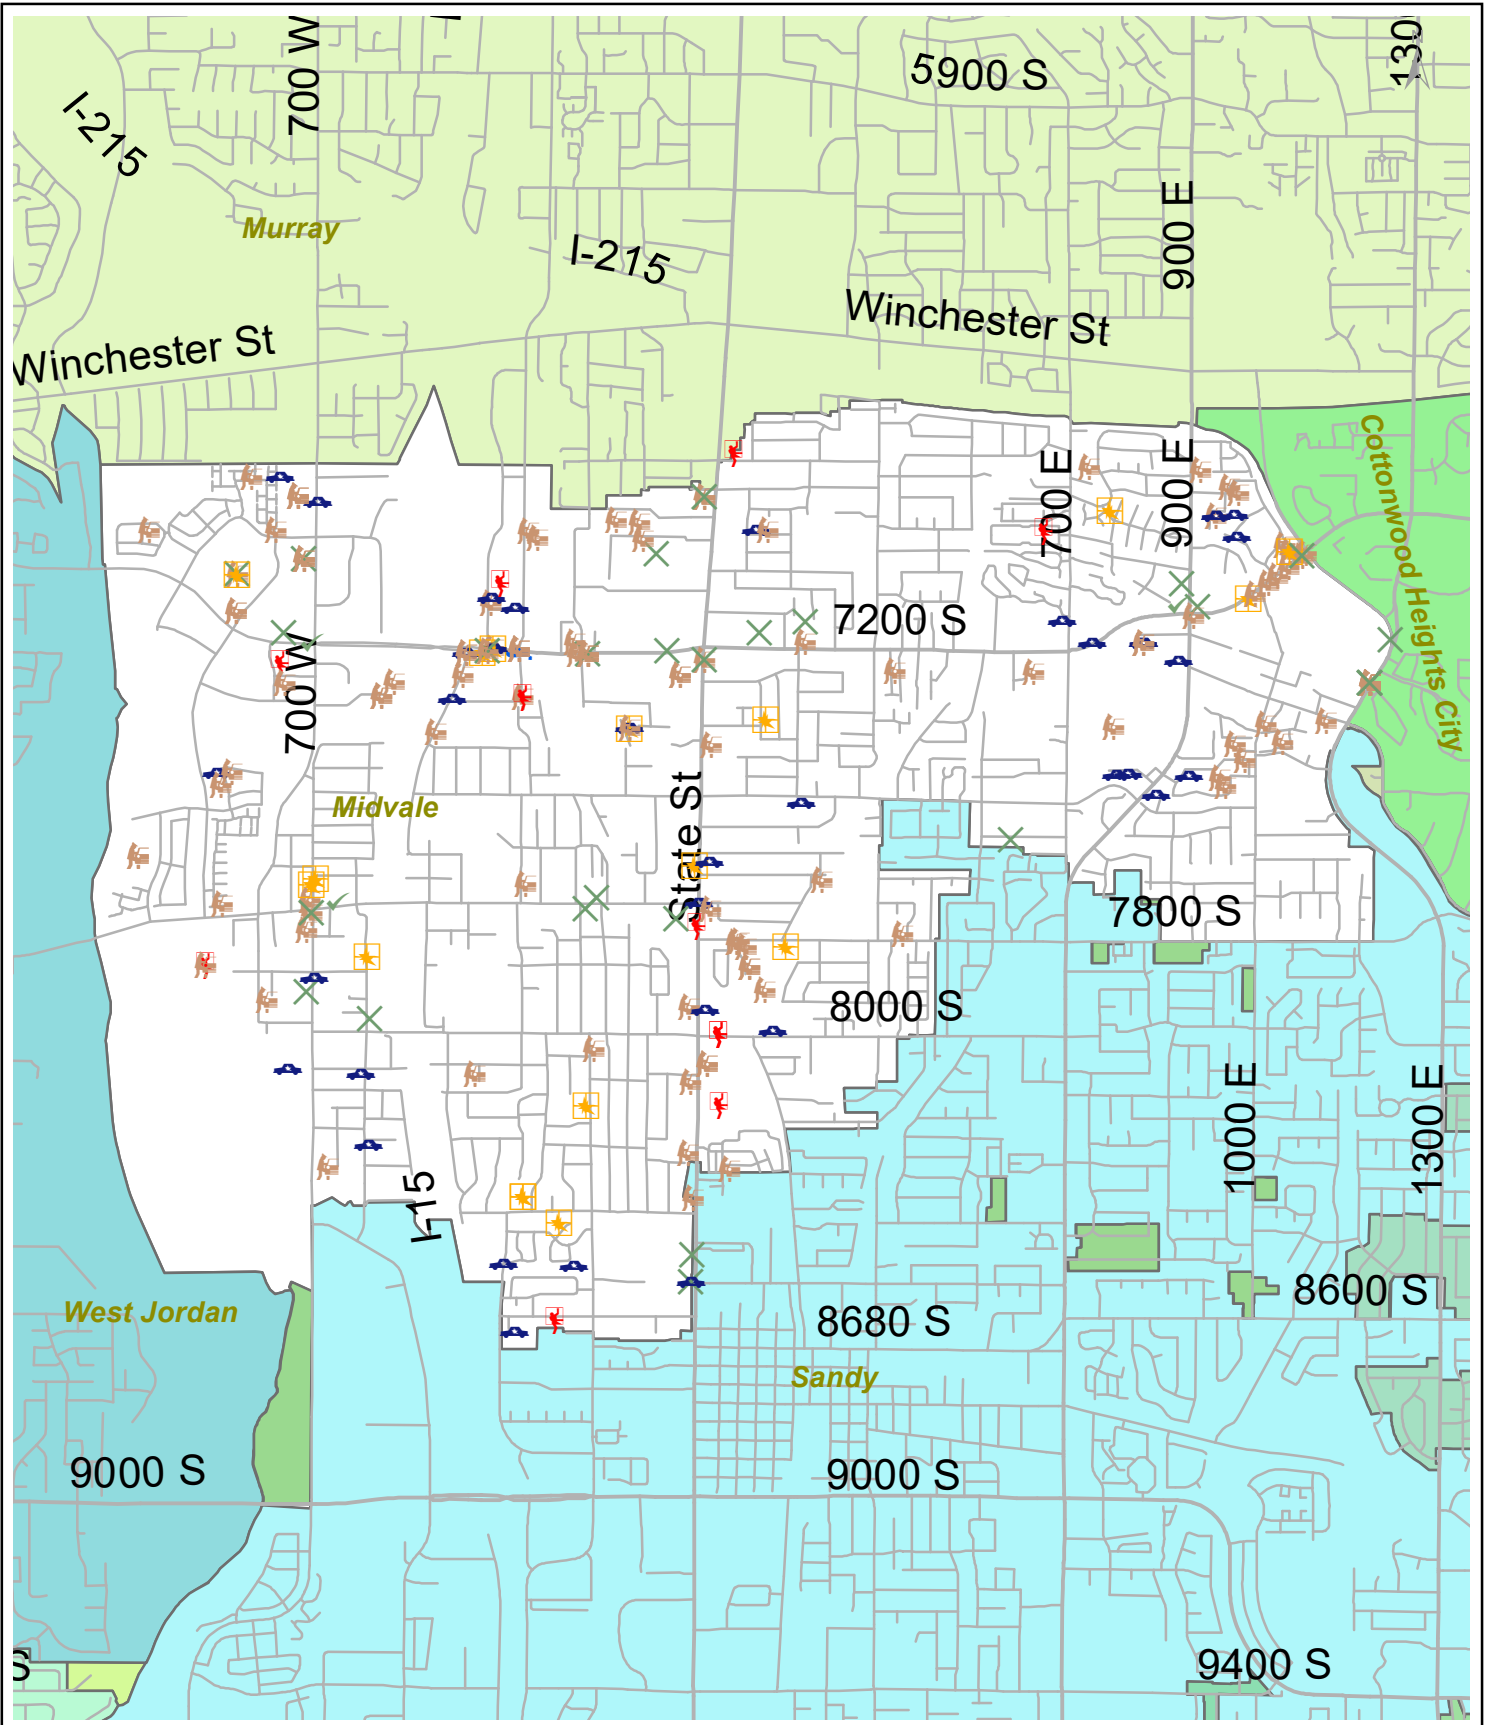 700 W
130
5900 S
I-215
900 E
Murray
I-215
Winchester St
Winchester St
Cottonwood Heights City
700 E
900 E
7200 S
700 W
State St
Midvale
7800 S
8000 S
1000 E
1300 E
I-15
8600 S
West Jordan
8680 S
Sandy
9000 S
9000 S
S
9400 S